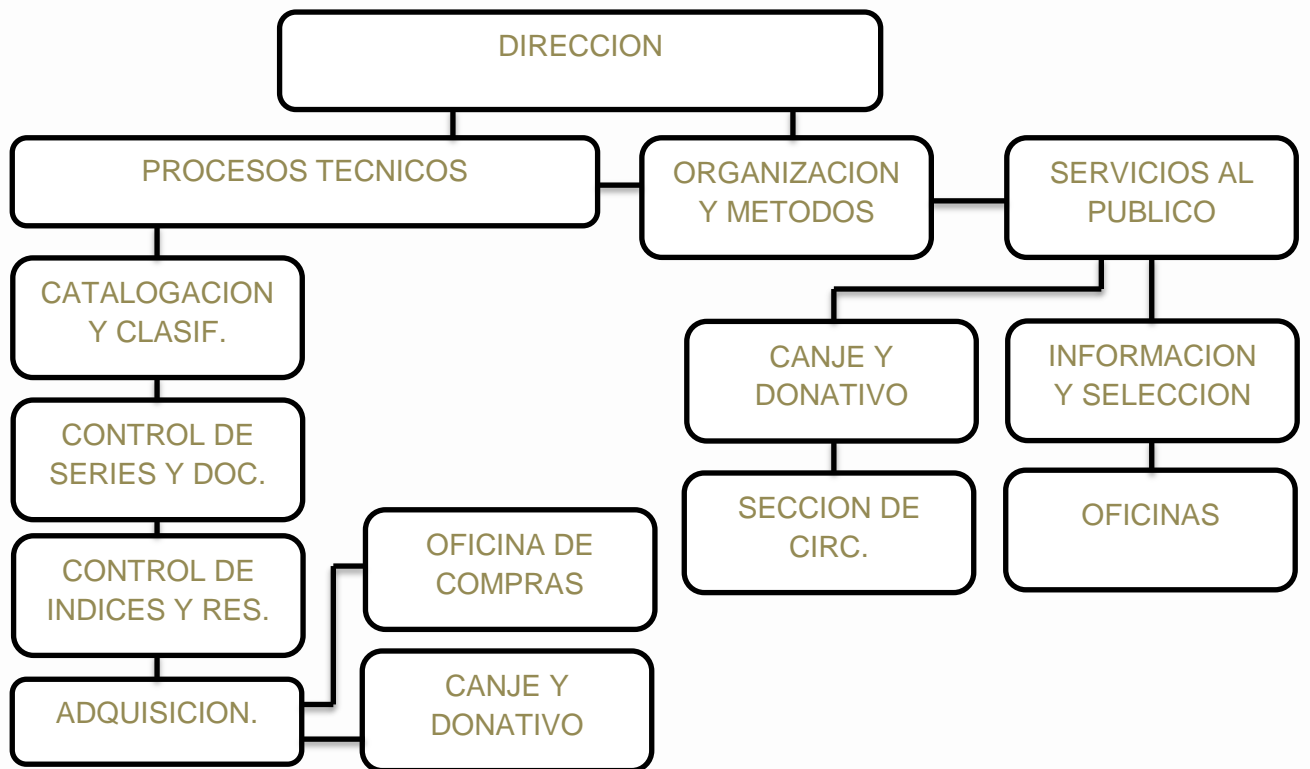 DIRECCION
PROCESOS TECNICOS
ORGANIZACION
Y METODOS
SERVICIOS AL
PUBLICO
CATALOGACION
Y CLASIF.
CANJE Y
DONATIVO
INFORMACION
Y SELECCION
CONTROL DE
SERIES Y DOC.
SECCION DE
CIRC.
OFICINAS
CONTROL DE
INDICES Y RES.
OFICINA DE
COMPRAS
ADQUISICION.
CANJE Y
DONATIVO